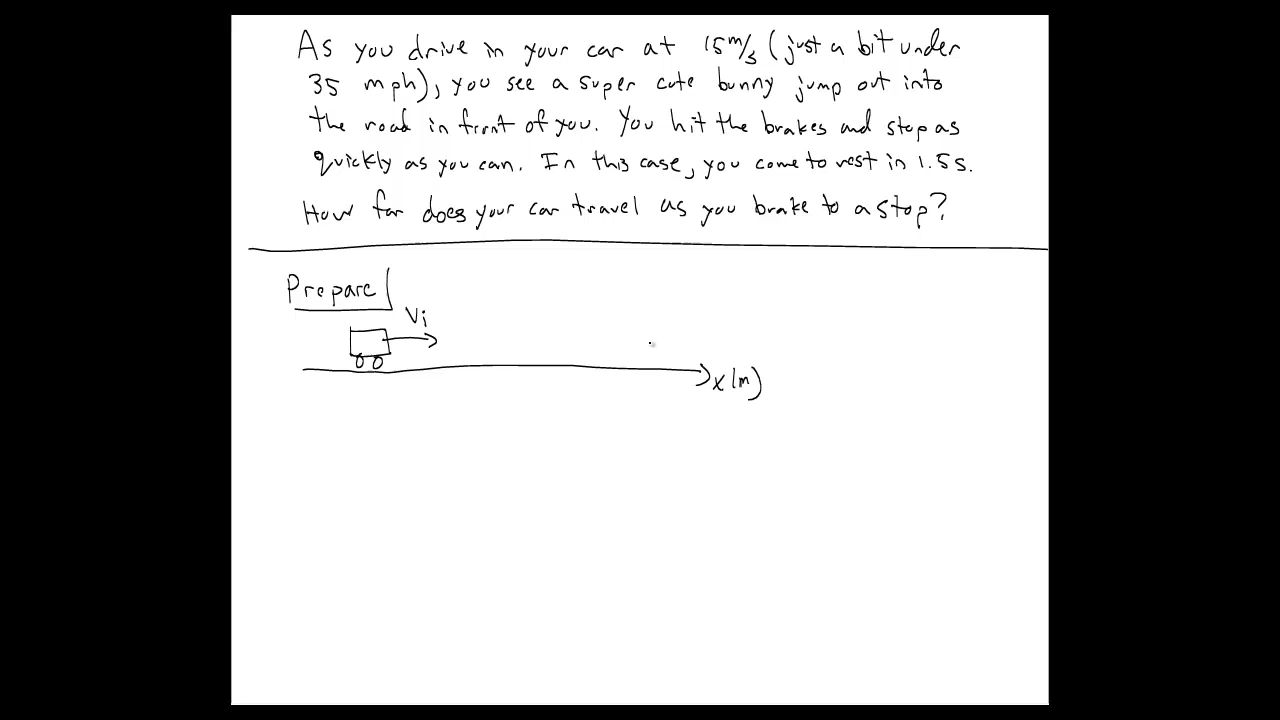 As you drive in your car at 15 m/s (just a bit under
35 mph), you see a super cute bunny jump out into
the road in front of you. You hit the brakes and stop as
quickly as you can. In this case, you come to rest in 1.5 s.
How far does your car travel as you brake to a stop?
Prepare
Vi
x (m)